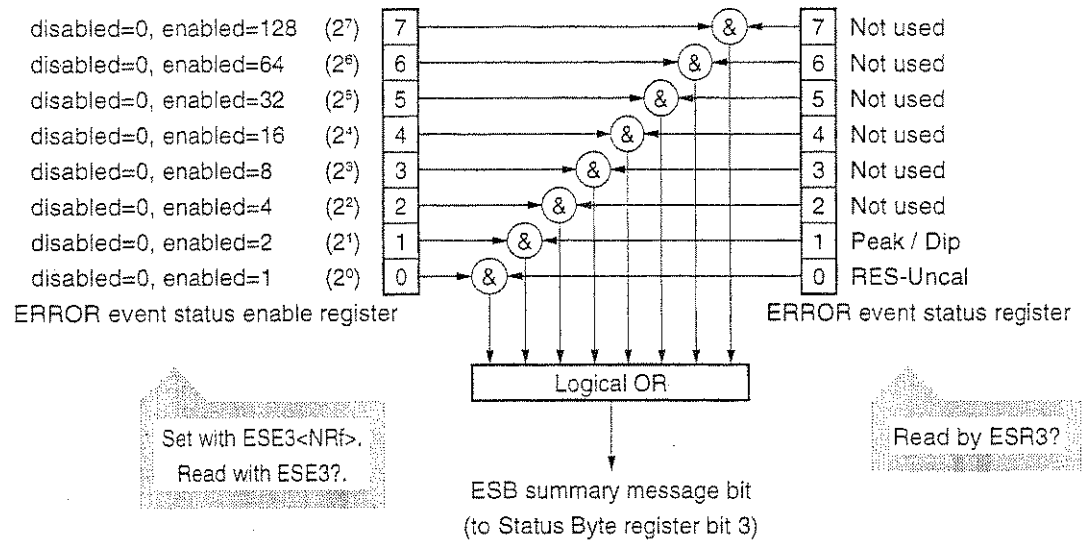 disabled=0, enabled=128 (2⁷) 7 & 7 Not used
disabled=0, enabled=64 (2⁶) 6 & 6 Not used
disabled=0, enabled=32 (2⁵) 5 & 5 Not used
disabled=0, enabled=16 (2⁴) 4 & 4 Not used
disabled=0, enabled=8 (2³) 3 & 3 Not used
disabled=0, enabled=4 (2²) 2 & 2 Not used
disabled=0, enabled=2 (2¹) 1 & 1 Peak / Dip
disabled=0, enabled=1 (2⁰) 0 & 0 RES-Uncal
ERROR event status enable register ERROR event status register
Logical OR
Set with ESE3<NRf>.
Read with ESE3?.
Read by ESR3?
ESB summary message bit
(to Status Byte register bit 3)